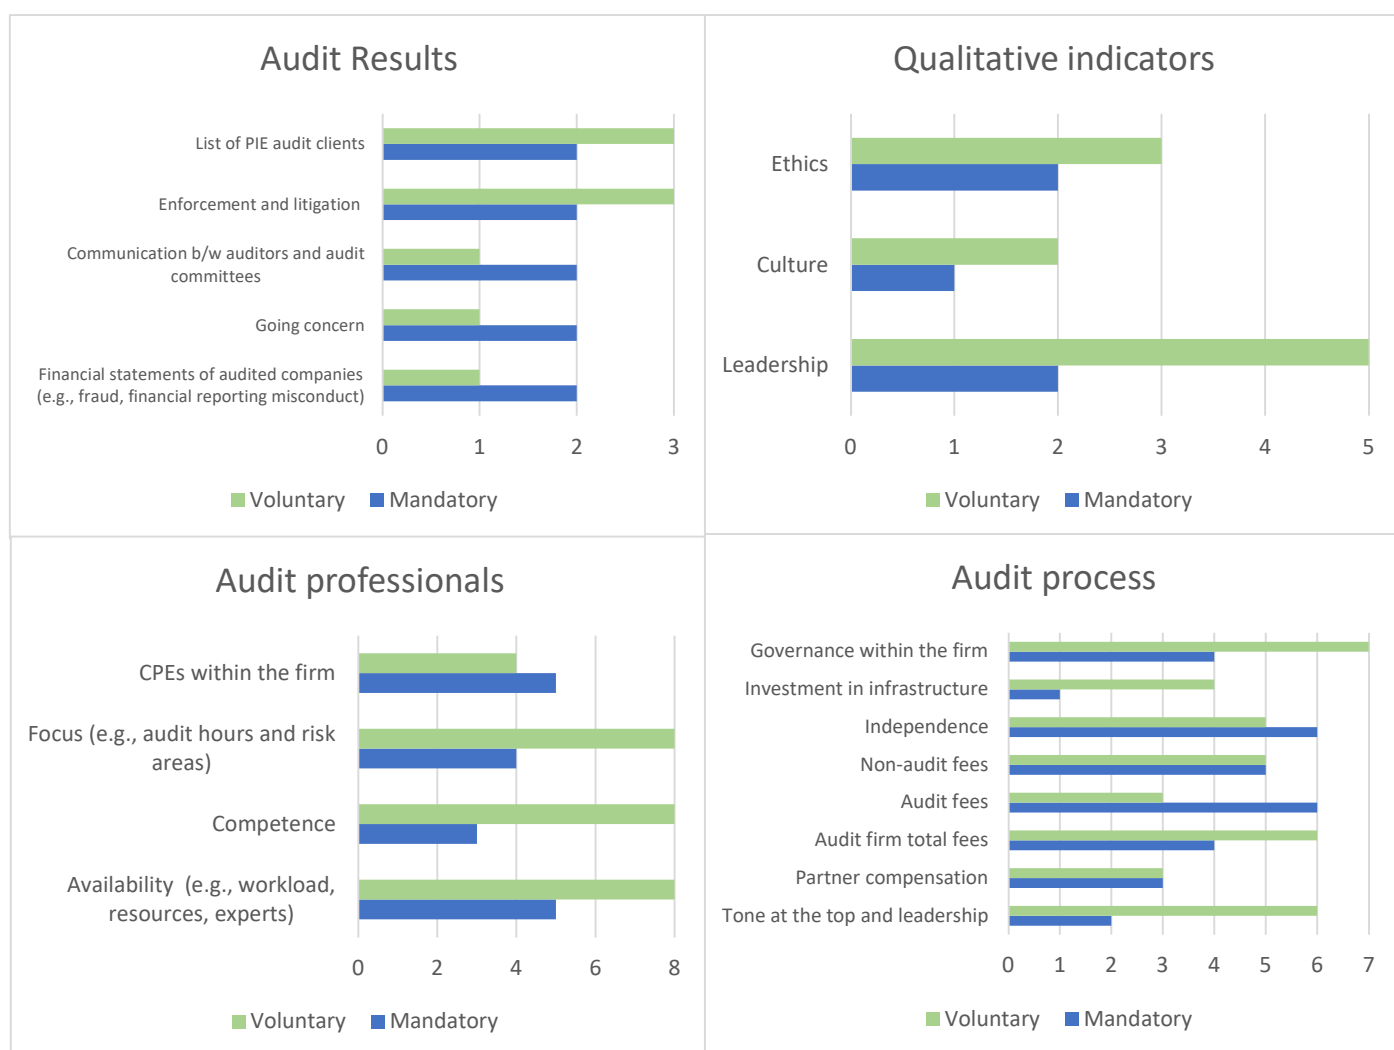 Audit Results
List of PIE audit clients
Enforcement and litigation
Communication b/w auditors and audit
committees
Going concern
Financial statements of audited companies
(e.g., fraud, financial reporting misconduct)
0 1 2 3
Voluntary Mandatory
Qualitative indicators
Ethics
Culture
Leadership
0 1 2 3 4 5
Voluntary Mandatory
Audit professionals
CPEs within the firm
Focus (e.g., audit hours and risk
areas)
Competence
Availability (e.g., workload,
resources, experts)
0 2 4 6 8
Voluntary Mandatory
Audit process
Governance within the firm
Investment in infrastructure
Independence
Non-audit fees
Audit fees
Audit firm total fees
Partner compensation
Tone at the top and leadership
0 1 2 3 4 5 6 7
Voluntary Mandatory